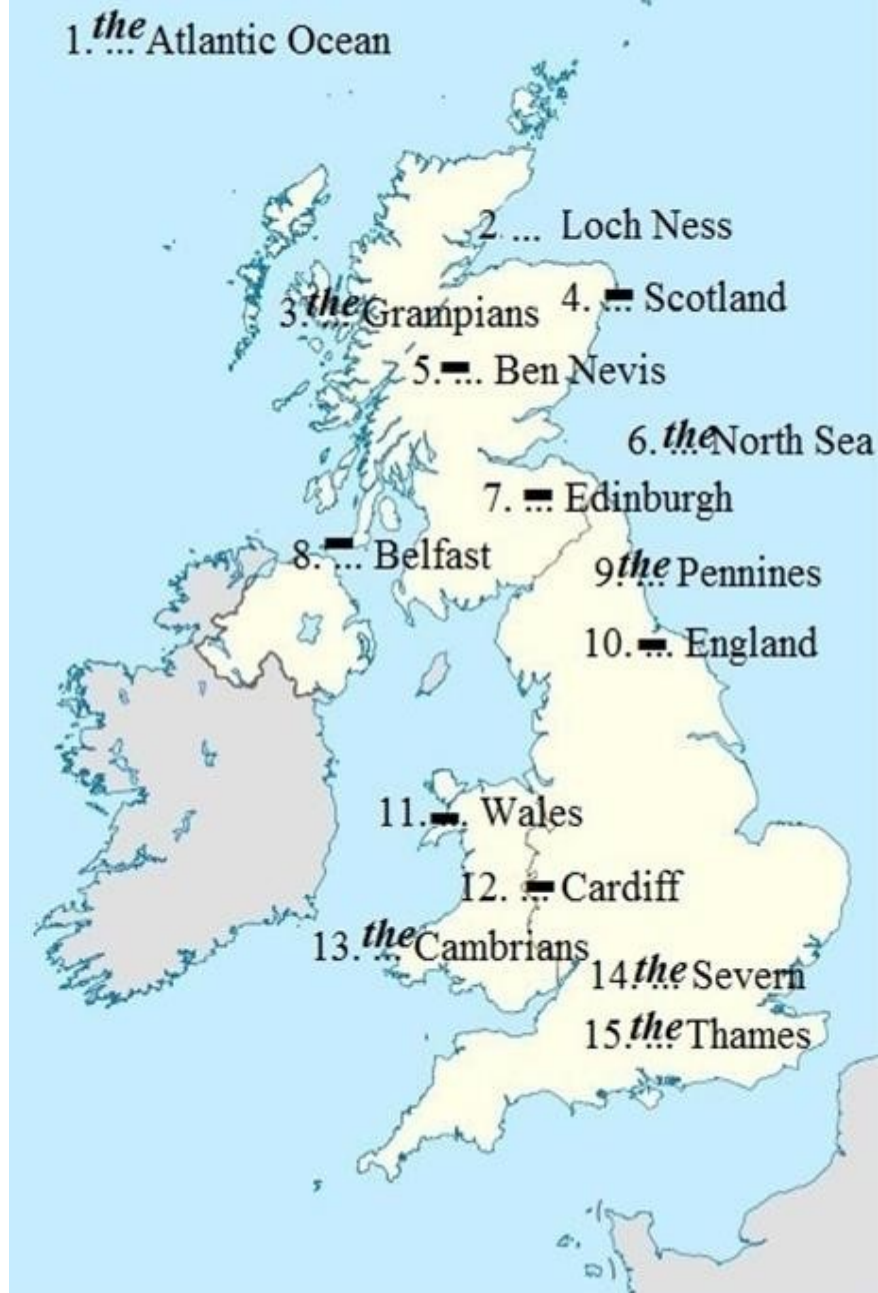 1. the ... Atlantic Ocean
2 ... Loch Ness
3. the ... Grampians
4. - ... Scotland
5. - ... Ben Nevis
6. the ... North Sea
7. - ... Edinburgh
8. - ... Belfast
9 the ... Pennines
10. - ... England
11. - ... Wales
12. - ... Cardiff
13. the ... Cambrians
14. the ... Severn
15. the ... Thames